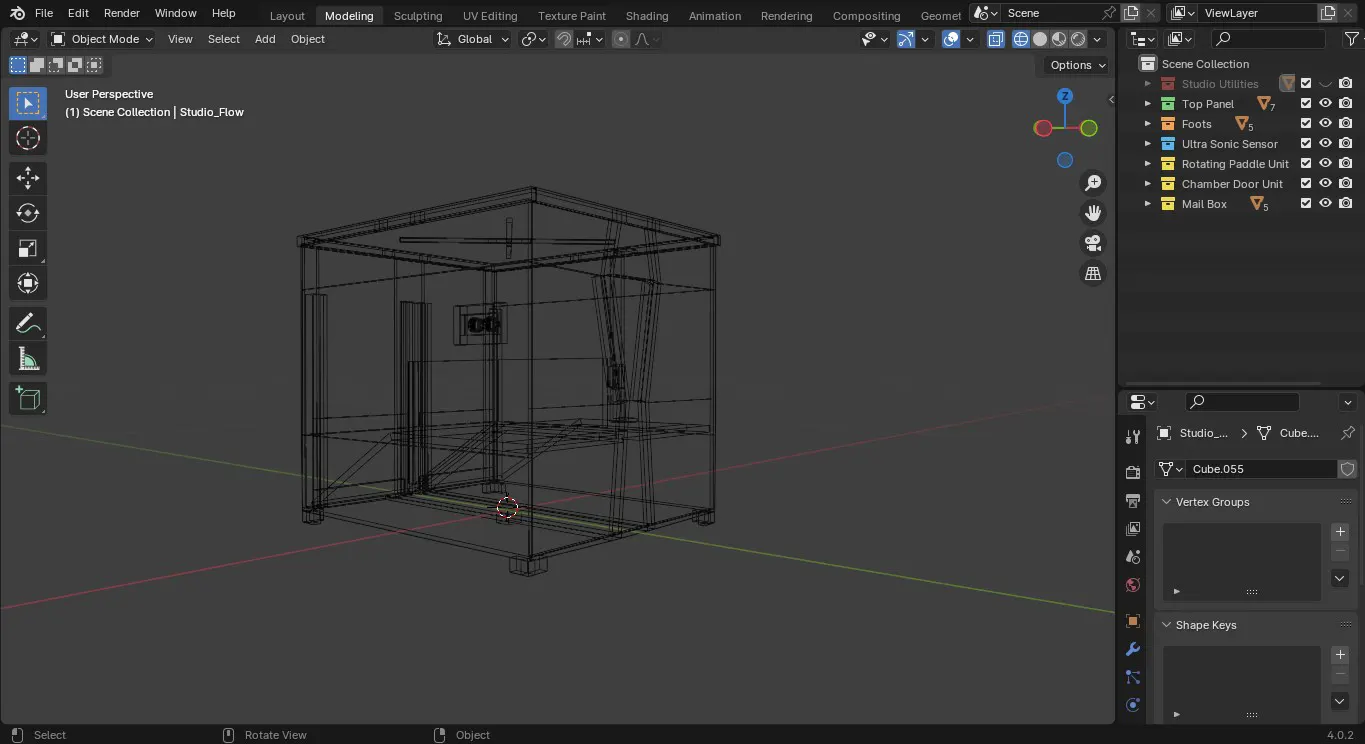 File Edit Render Window Help Layout Modeling Sculpting UV Editing Texture Paint Shading Animation Rendering Compositing Geomet Scene ViewLayer
Object Mode View Select Add Object Global
Options
User Perspective
(1) Scene Collection | Studio_Flow
Z
Scene Collection
Studio Utilities
Top Panel 7
Foots 5
Ultra Sonic Sensor
Rotating Paddle Unit
Chamber Door Unit
Mail Box 5
Studio_... Cube....
Cube.055
Vertex Groups
Shape Keys
Select Rotate View Object 4.0.2